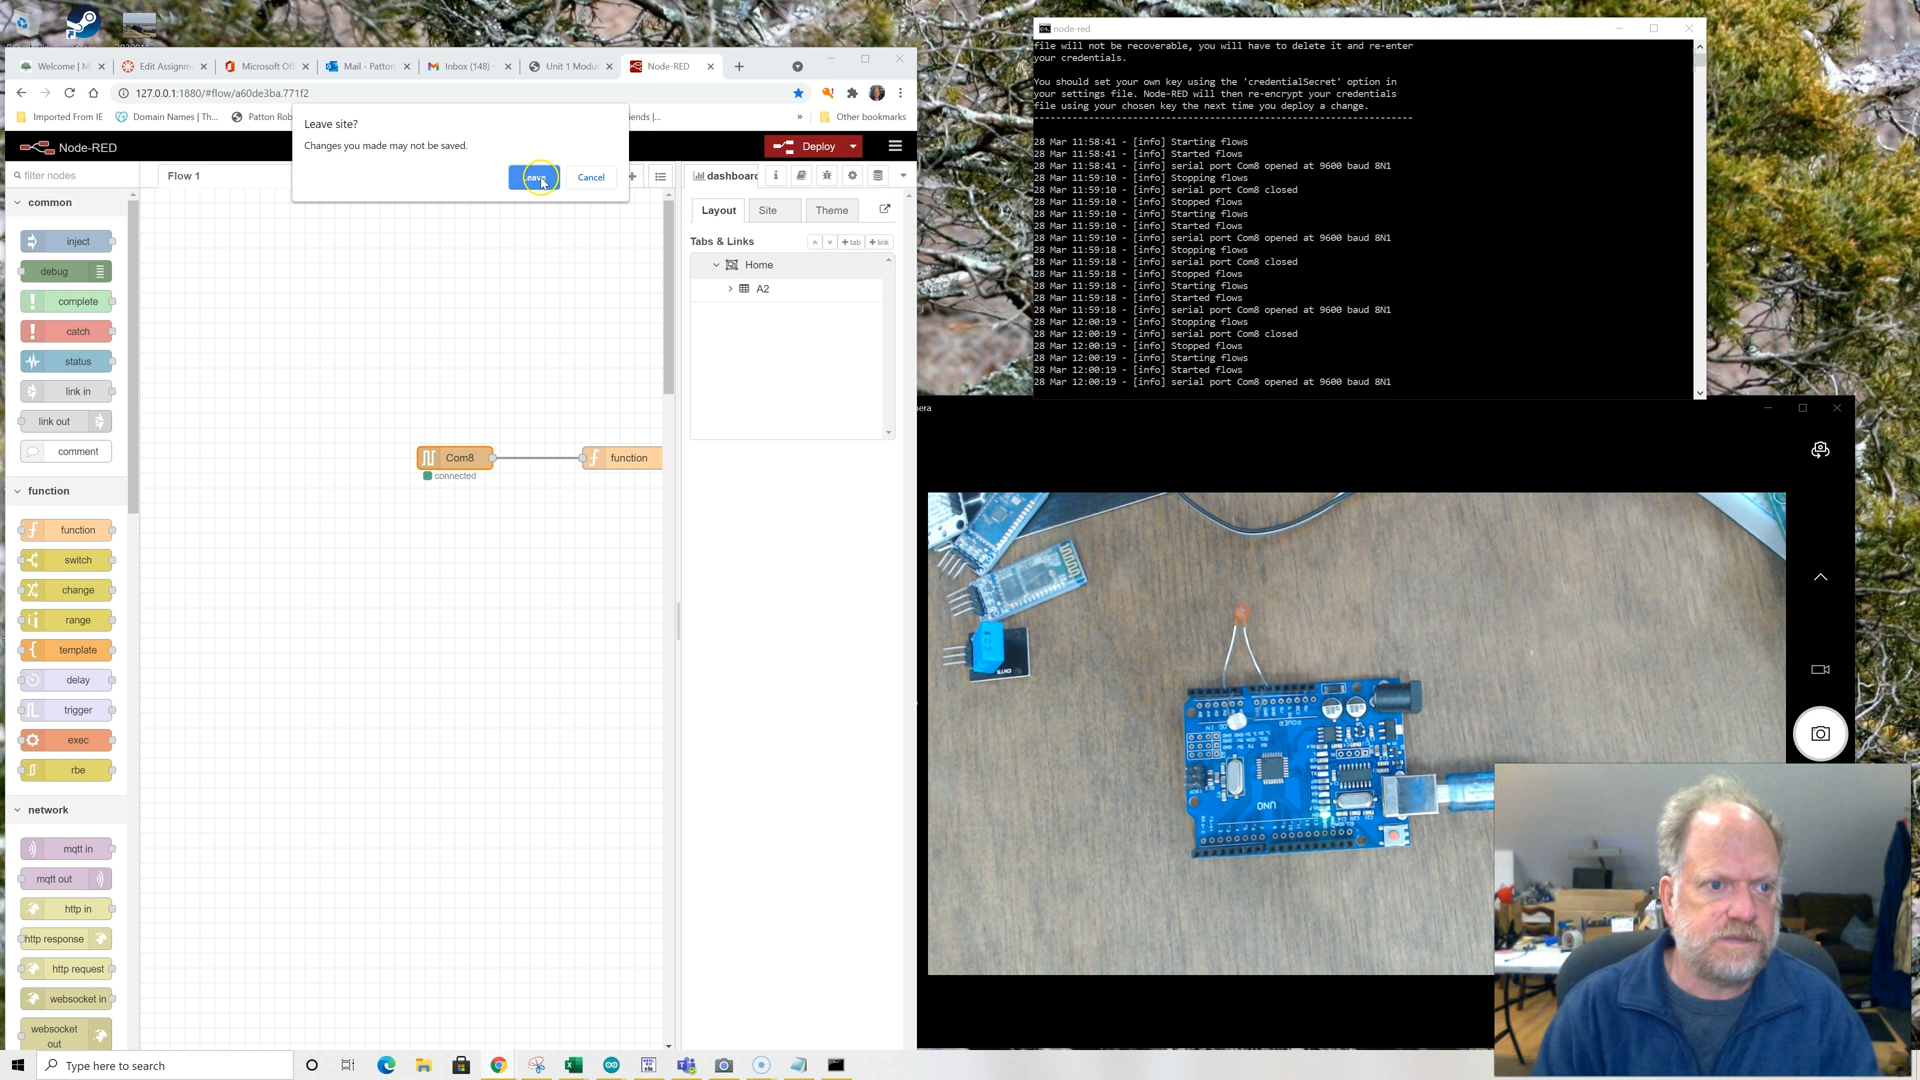 Welcome | M
Edit Assignm
Microsoft Off
Mail - Patton,
Inbox (148) -
Unit 1 Modul
Node-RED
127.0.0.1:1880/#flow/a60de3ba.771f2
Imported From IE
Domain Names | Th...
Patton Rob
ends |...
»
Other bookmarks
Leave site?
Changes you made may not be saved.
Leave
Cancel
Node-RED
Deploy
filter nodes
Flow 1
dashboard
i
common
inject
debug
complete
catch
status
link in
link out
comment
function
function
switch
change
range
template
delay
trigger
exec
rbe
network
mqtt in
mqtt out
http in
http response
http request
websocket in
websocket
out
Com8
connected
function
Layout
Site
Theme
Tabs & Links
tab
link
Home
A2
node-red
file will not be recoverable, you will have to delete it and re-enter
your credentials.
You should set your own key using the 'credentialSecret' option in
your settings file. Node-RED will then re-encrypt your credentials
file using your chosen key the next time you deploy a change.
---------------------------------------------------------------------
28 Mar 11:58:41 - [info] Starting flows
28 Mar 11:58:41 - [info] Started flows
28 Mar 11:58:41 - [info] serial port Com8 opened at 9600 baud 8N1
28 Mar 11:59:10 - [info] Stopping flows
28 Mar 11:59:10 - [info] serial port Com8 closed
28 Mar 11:59:10 - [info] Stopped flows
28 Mar 11:59:10 - [info] Starting flows
28 Mar 11:59:10 - [info] Started flows
28 Mar 11:59:10 - [info] serial port Com8 opened at 9600 baud 8N1
28 Mar 11:59:18 - [info] Stopping flows
28 Mar 11:59:18 - [info] serial port Com8 closed
28 Mar 11:59:18 - [info] Stopped flows
28 Mar 11:59:18 - [info] Starting flows
28 Mar 11:59:18 - [info] Started flows
28 Mar 11:59:18 - [info] serial port Com8 opened at 9600 baud 8N1
28 Mar 12:00:19 - [info] Stopping flows
28 Mar 12:00:19 - [info] serial port Com8 closed
28 Mar 12:00:19 - [info] Stopped flows
28 Mar 12:00:19 - [info] Starting flows
28 Mar 12:00:19 - [info] Started flows
28 Mar 12:00:19 - [info] serial port Com8 opened at 9600 baud 8N1
era
UNO
POWER
Type here to search